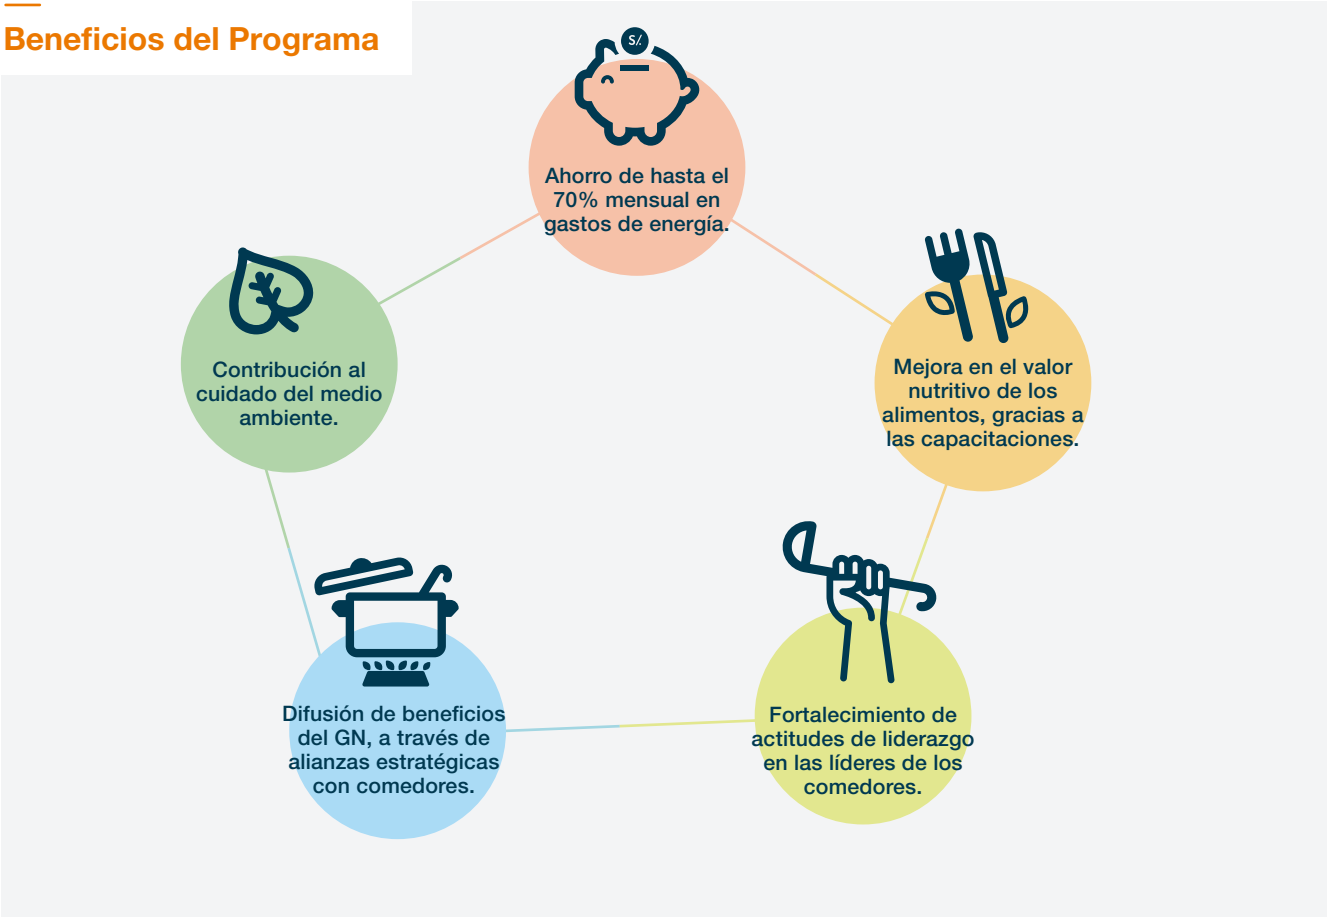 Beneficios del Programa
S/.
Ahorro de hasta el
70% mensual en
gastos de energía.
Mejora en el valor
nutritivo de los
alimentos, gracias a
las capacitaciones.
Fortalecimiento de
actitudes de liderazgo
en las líderes de los
comedores.
Difusión de beneficios
del GN, a través de
alianzas estratégicas
con comedores.
Contribución al
cuidado del medio
ambiente.